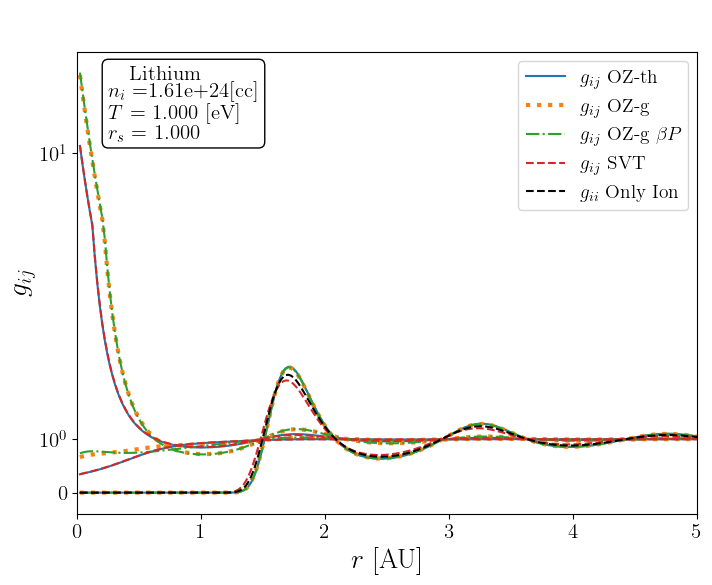 Lithium
n_i =1.61e+24[cc]
T = 1.000 [eV]
r_s = 1.000
g_ij OZ-th
g_ij OZ-g
g_ij OZ-g βP
g_ij SVT
g_ii Only Ion
10^1
10^0
0
g_ij
0 1 2 3 4 5
r [AU]